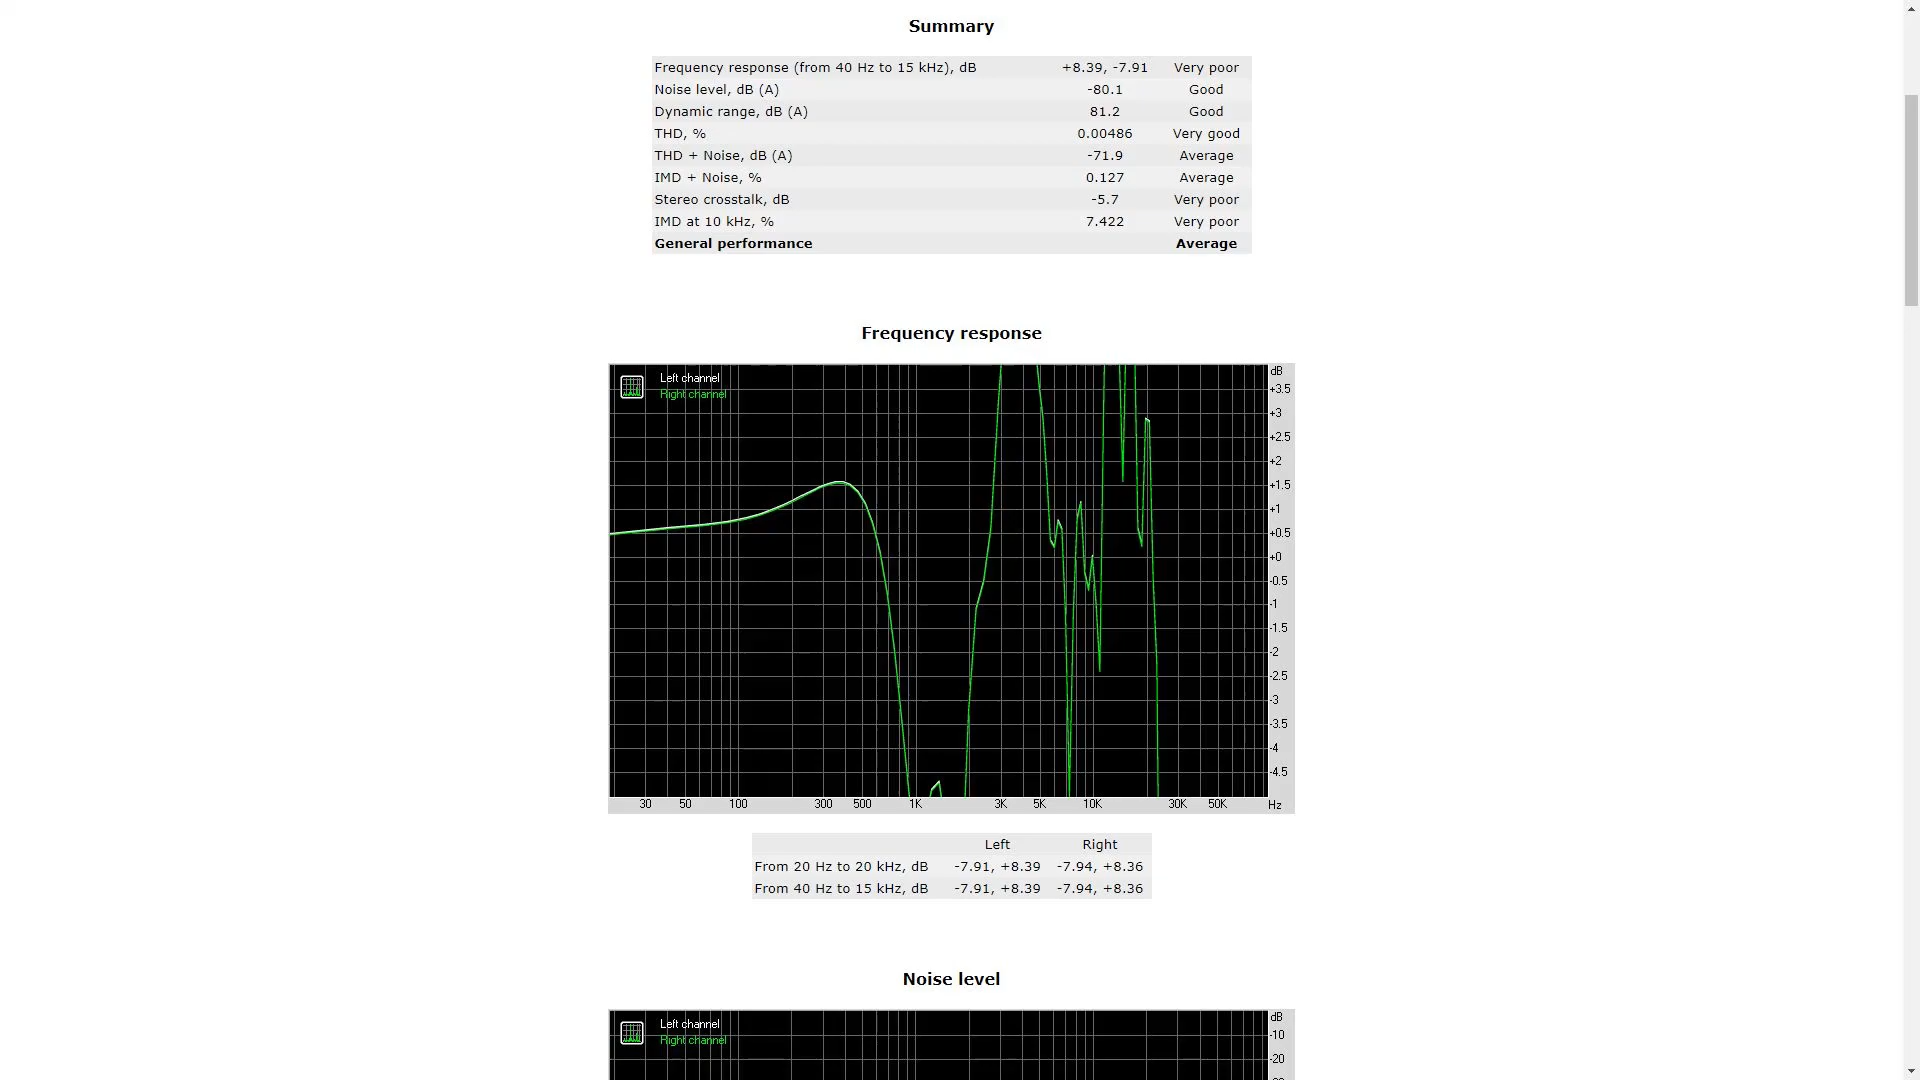 Summary
Frequency response (from 40 Hz to 15 kHz), dB +8.39, -7.91 Very poor
Noise level, dB (A) -80.1 Good
Dynamic range, dB (A) 81.2 Good
THD, % 0.00486 Very good
THD + Noise, dB (A) -71.9 Average
IMD + Noise, % 0.127 Average
Stereo crosstalk, dB -5.7 Very poor
IMD at 10 kHz, % 7.422 Very poor
General performance Average
Frequency response
Left channel
Right channel
dB
+3.5
+3
+2.5
+2
+1.5
+1
+0.5
+0
-0.5
-1
-1.5
-2
-2.5
-3
-3.5
-4
-4.5
30 50 100 300 500 1K 3K 5K 10K 30K 50K Hz
Left Right
From 20 Hz to 20 kHz, dB -7.91, +8.39 -7.94, +8.36
From 40 Hz to 15 kHz, dB -7.91, +8.39 -7.94, +8.36
Noise level
Left channel
Right channel
dB
-10
-20